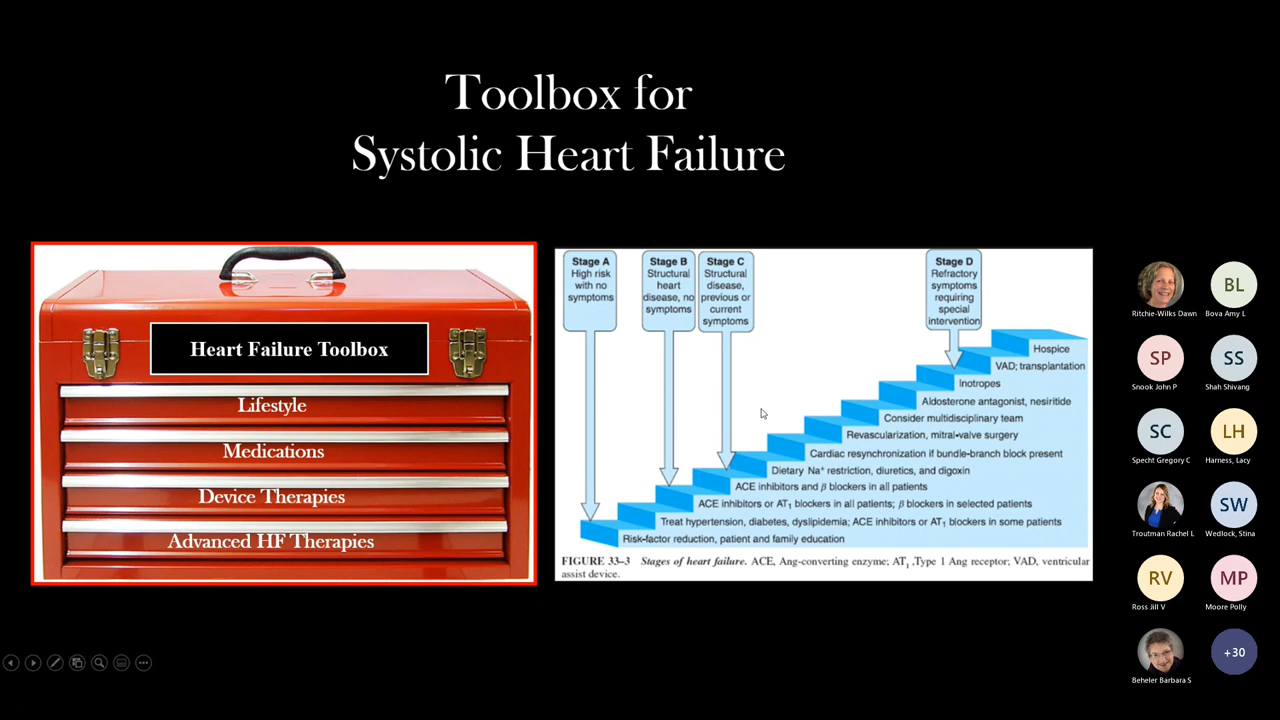 Toolbox for
Systolic Heart Failure
Heart Failure Toolbox
Lifestyle
Medications
Device Therapies
Advanced HF Therapies
Stage A
High risk
with no
symptoms
Stage B
Structural
heart
disease, no
symptoms
Stage C
Structural
disease,
previous or
current
symptoms
Stage D
Refractory
symptoms
requiring
special
intervention
Hospice
VAD; transplantation
Inotropes
Aldosterone antagonist, nesiritide
Consider multidisciplinary team
Revascularization, mitral-valve surgery
Cardiac resynchronization if bundle-branch block present
Dietary Na⁺ restriction, diuretics, and digoxin
ACE inhibitors and β blockers in all patients
ACE inhibitors or AT₁ blockers in all patients; β blockers in selected patients
Treat hypertension, diabetes, dyslipidemia; ACE inhibitors or AT₁ blockers in some patients
Risk-factor reduction, patient and family education
FIGURE 33–3 Stages of heart failure. ACE, Ang-converting enzyme; AT₁ ,Type 1 Ang receptor; VAD, ventricular
assist device.
BL
Ritchie-Wilks Dawn
Bova Amy L
SP
SS
Snook John P
Shah Shivang
SC
LH
Specht Gregory C
Harness, Lacy
SW
Troutman Rachel L
Wedlock, Stina
RV
MP
Ross Jill V
Moore Polly
+30
Beheler Barbara S